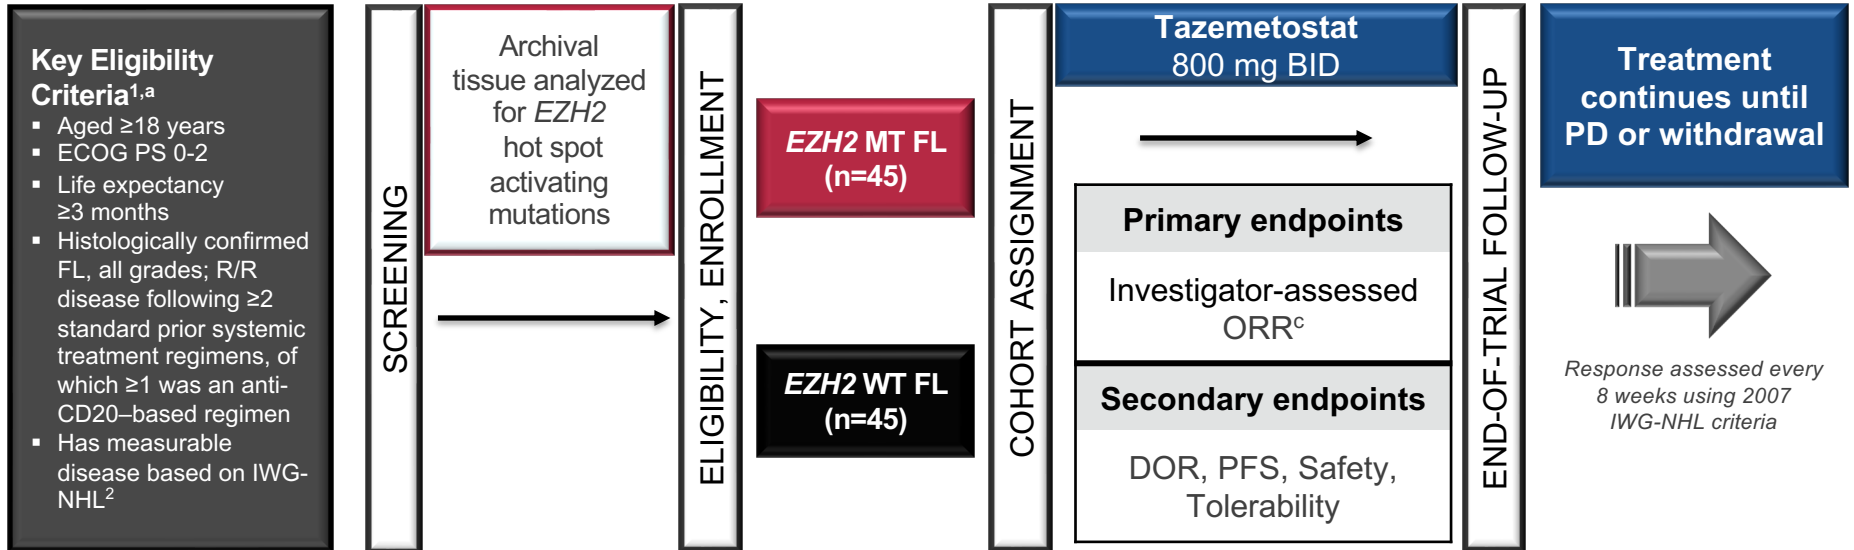 Key Eligibility
Criteria1,a
▪ Aged ≥18 years
▪ ECOG PS 0-2
▪ Life expectancy
≥3 months
▪ Histologically confirmed
FL, all grades; R/R
disease following ≥2
standard prior systemic
treatment regimens, of
which ≥1 was an anti-
CD20–based regimen
▪ Has measurable
disease based on IWG-
NHL2
SCREENING
Archival
tissue analyzed
for EZH2
hot spot
activating
mutations
ELIGIBILITY, ENROLLMENT
EZH2 MT FL
(n=45)
EZH2 WT FL
(n=45)
COHORT ASSIGNMENT
Tazemetostat
800 mg BID
Primary endpoints
Investigator-assessed
ORRc
Secondary endpoints
DOR, PFS, Safety,
Tolerability
END-OF-TRIAL FOLLOW-UP
Treatment
continues until
PD or withdrawal
Response assessed every
8 weeks using 2007
IWG-NHL criteria